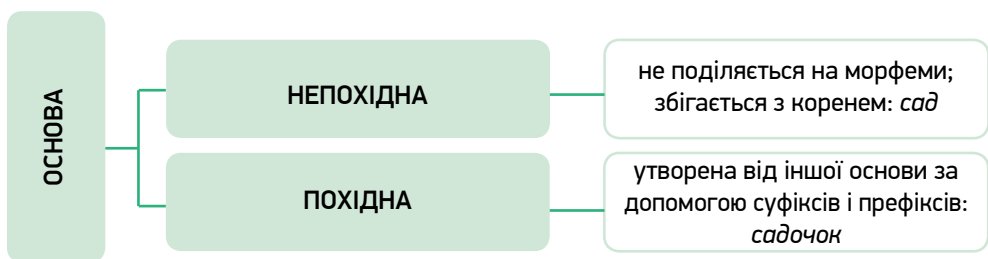 ОСНОВА
НЕПОХІДНА
не поділяється на морфеми;
збігається з коренем: сад
ПОХІДНА
утворена від іншої основи за
допомогою суфіксів і префіксів:
садочок